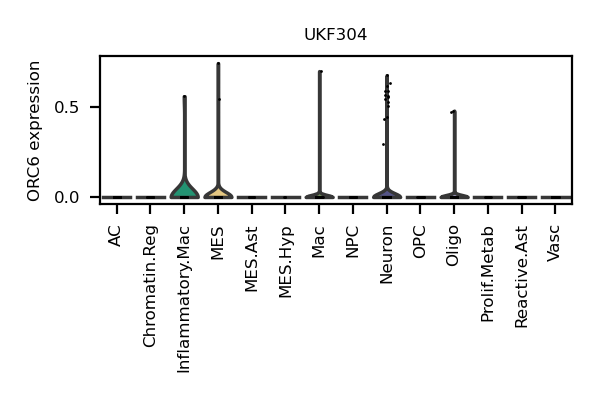 UKF304
ORC6 expression
0.5
0.0
AC
Chromatin.Reg
Inflammatory.Mac
MES
MES.Ast
MES.Hyp
Mac
NPC
Neuron
OPC
Oligo
Prolif.Metab
Reactive.Ast
Vasc